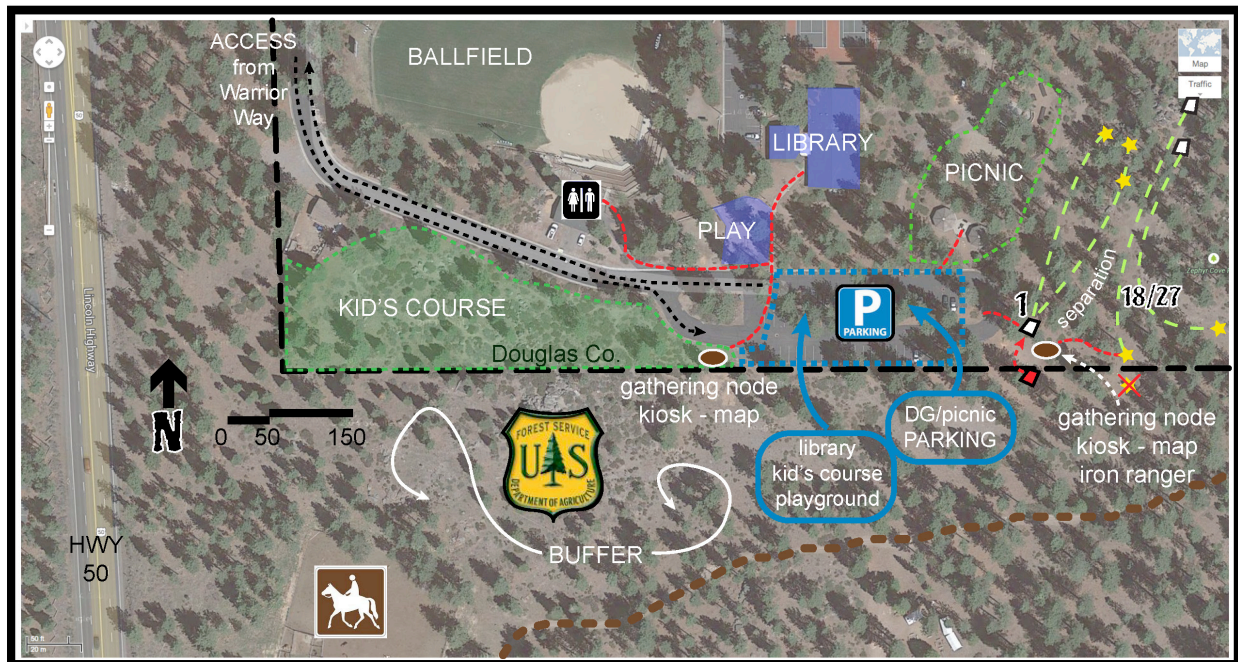 ACCESS
from
Warrior
Way
BALLFIELD
LIBRARY
PICNIC
PLAY
Map
Traffic
50
KID'S COURSE
Douglas Co.
P
PARKING
1
separation
18/27
Lincoln Highway
N
0 50 150
gathering node
kiosk - map
library
kid's course
playground
DG/picnic
PARKING
gathering node
kiosk - map
iron ranger
FOREST SERVICE
U S
DEPARTMENT OF AGRICULTURE
BUFFER
50
HWY
50
50 ft
20 m